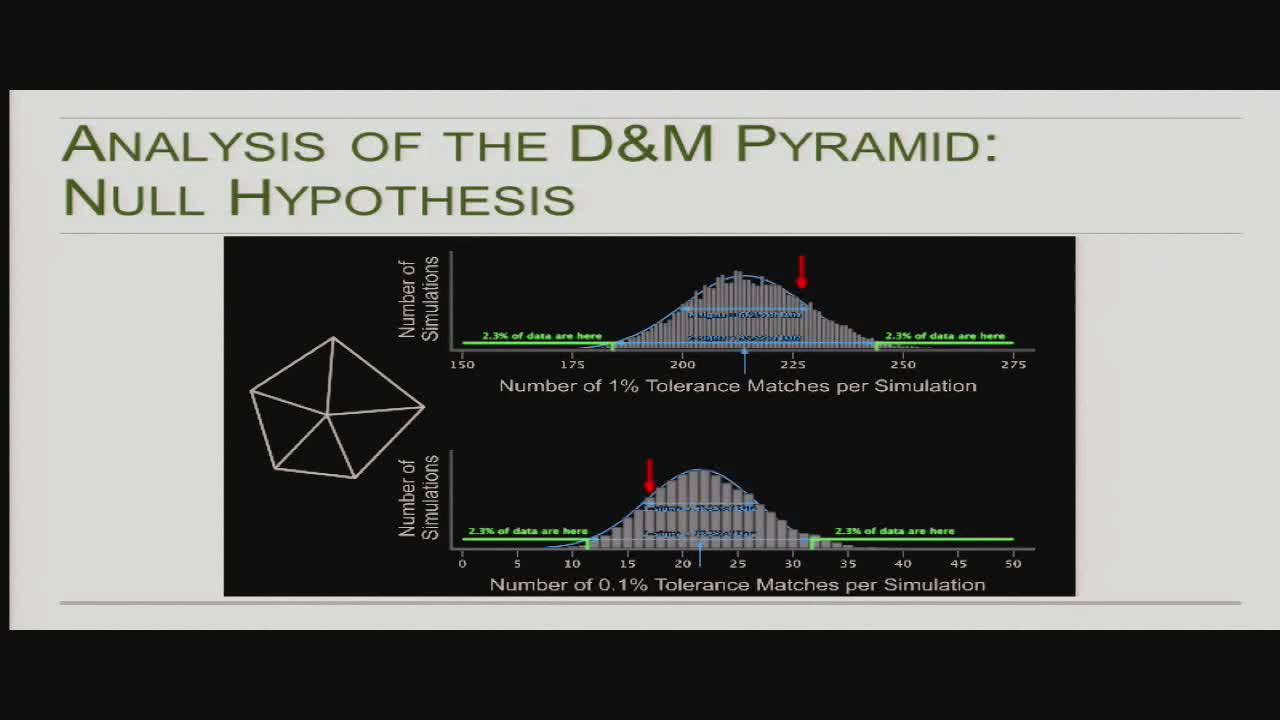 ANALYSIS OF THE D&M PYRAMID:
NULL HYPOTHESIS
Number of
Simulations
2.3% of data are here
2.3% of data are here
150 175 200 225 250 275
Number of 1% Tolerance Matches per Simulation
Number of
Simulations
2.3% of data are here
2.3% of data are here
0 5 10 15 20 25 30 35 40 45 50
Number of 0.1% Tolerance Matches per Simulation